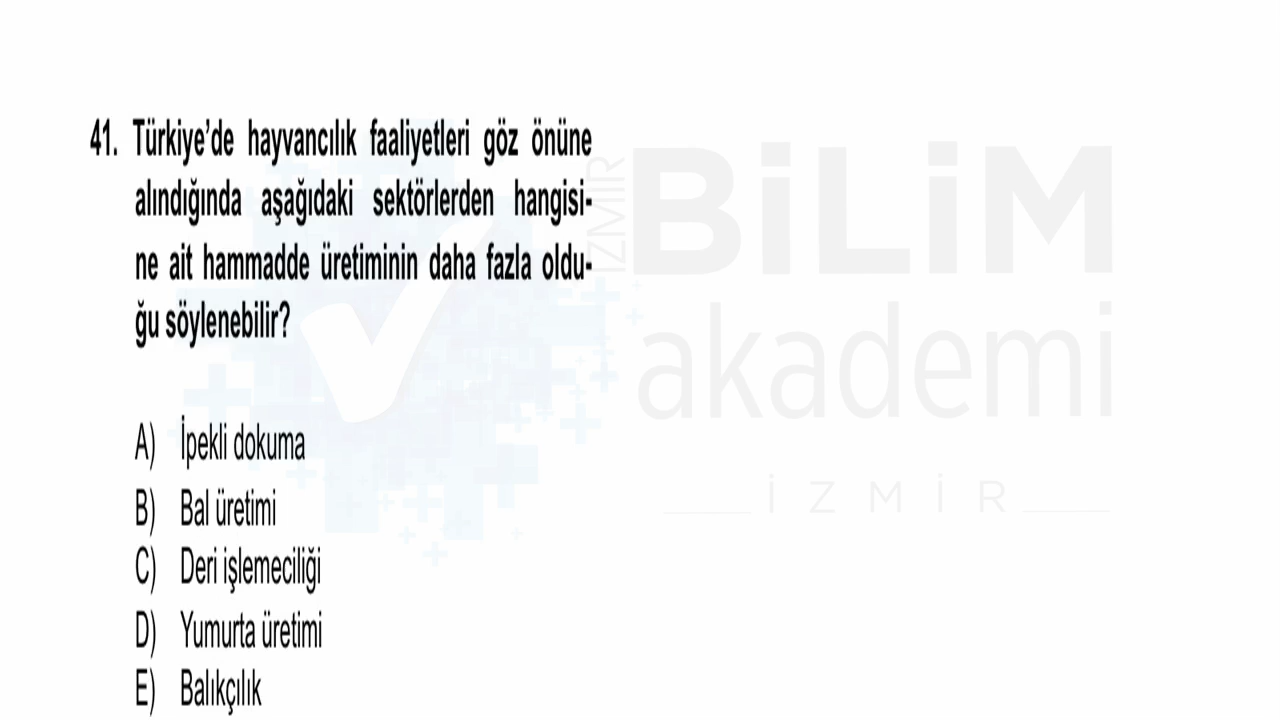 41. Türkiye'de hayvancılık faaliyetleri göz önüne
alındığında aşağıdaki sektörlerden hangisi-
ne ait hammadde üretiminin daha fazla oldu-
ğu söylenebilir?
A) İpekli dokuma
B) Bal üretimi
C) Deri işlemeciliği
D) Yumurta üretimi
E) Balıkçılık
İZMİR
BiLiM
akademi
İZMİR